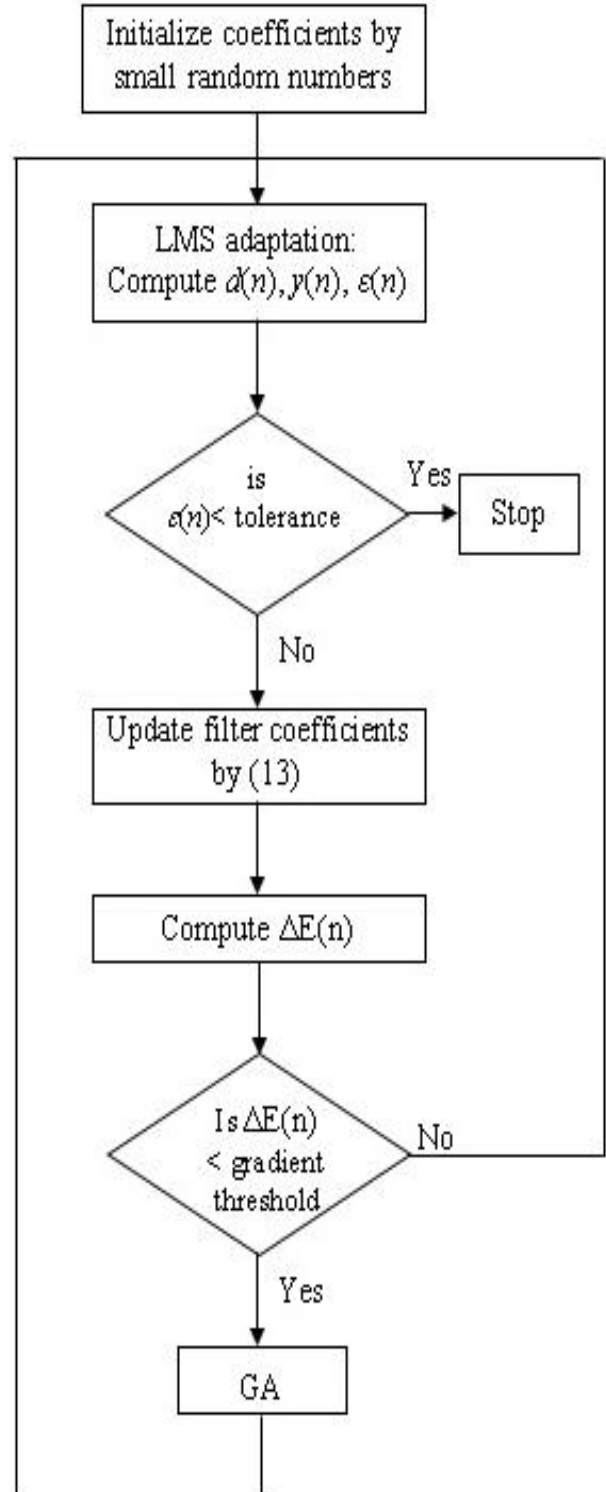 Initialize coefficients by
small random numbers
LMS adaptation:
Compute d(n), y(n), ε(n)
is
ε(n)< tolerance
Yes
Stop
No
Update filter coefficients
by (13)
Compute ΔE(n)
Is ΔE(n)
< gradient
threshold
No
Yes
GA